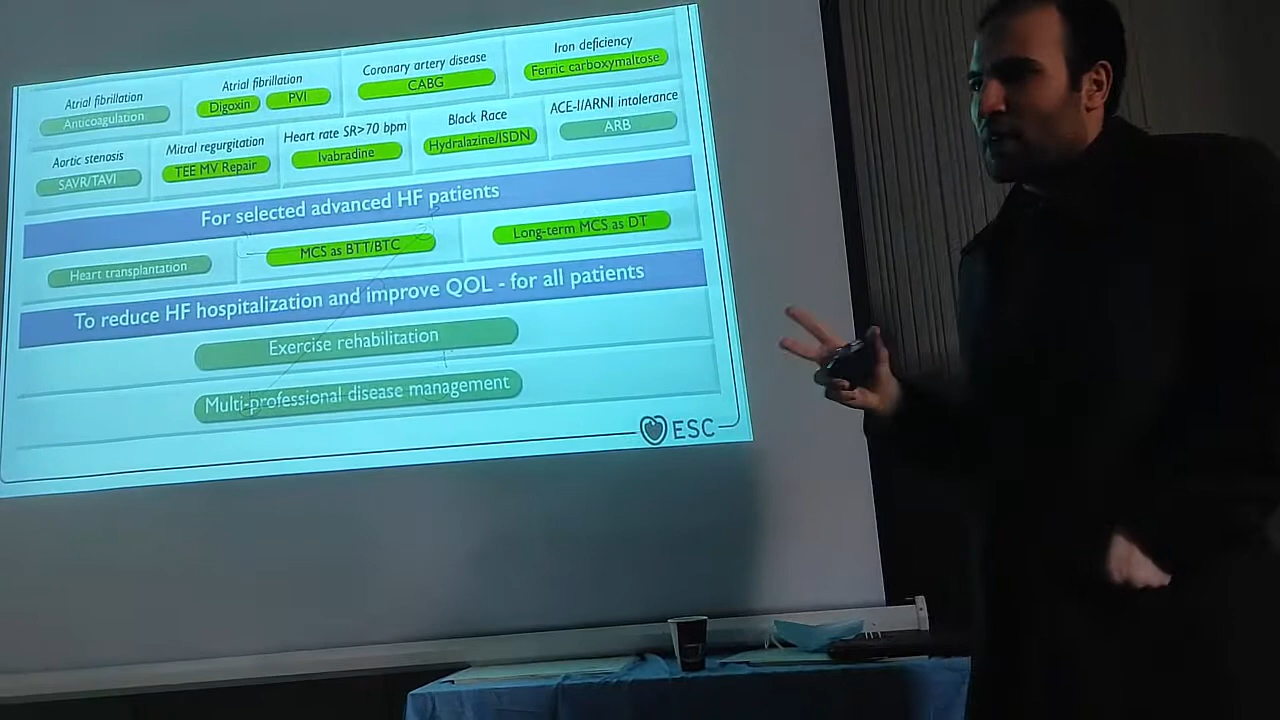 Atrial fibrillation
Anticoagulation
Atrial fibrillation
Digoxin PVI
Coronary artery disease
CABG
Iron deficiency
Ferric carboxymaltose
Aortic stenosis
SAVR/TAVI
Mitral regurgitation
TEE MV Repair
Heart rate SR>70 bpm
Ivabradine
Black Race
Hydralazine/ISDN
ACE-I/ARNI intolerance
ARB
For selected advanced HF patients
Heart transplantation
MCS as BTT/BTC
Long-term MCS as DT
To reduce HF hospitalization and improve QOL - for all patients
Exercise rehabilitation
Multi-professional disease management
ESC